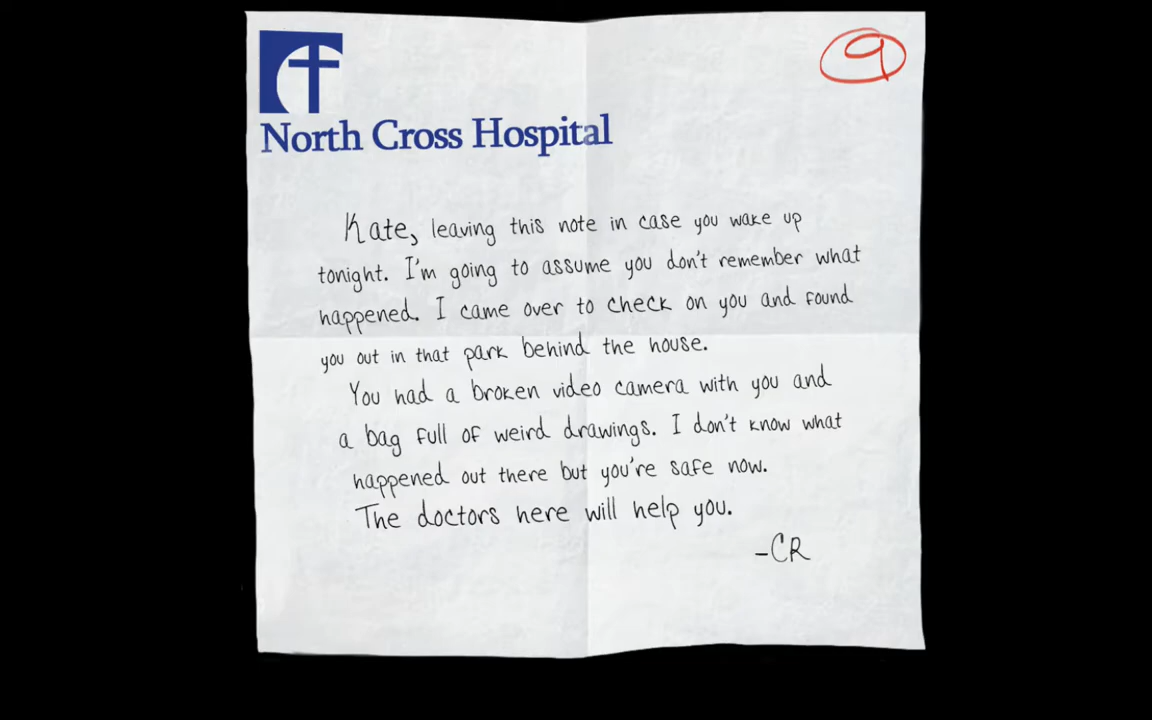 9
North Cross Hospital
Kate, leaving this note in case you wake up
tonight. I'm going to assume you don't remember what
happened. I came over to check on you and found
you out in that park behind the house.
You had a broken video camera with you and
a bag full of weird drawings. I don't know what
happened out there but you're safe now.
The doctors here will help you.
-CR